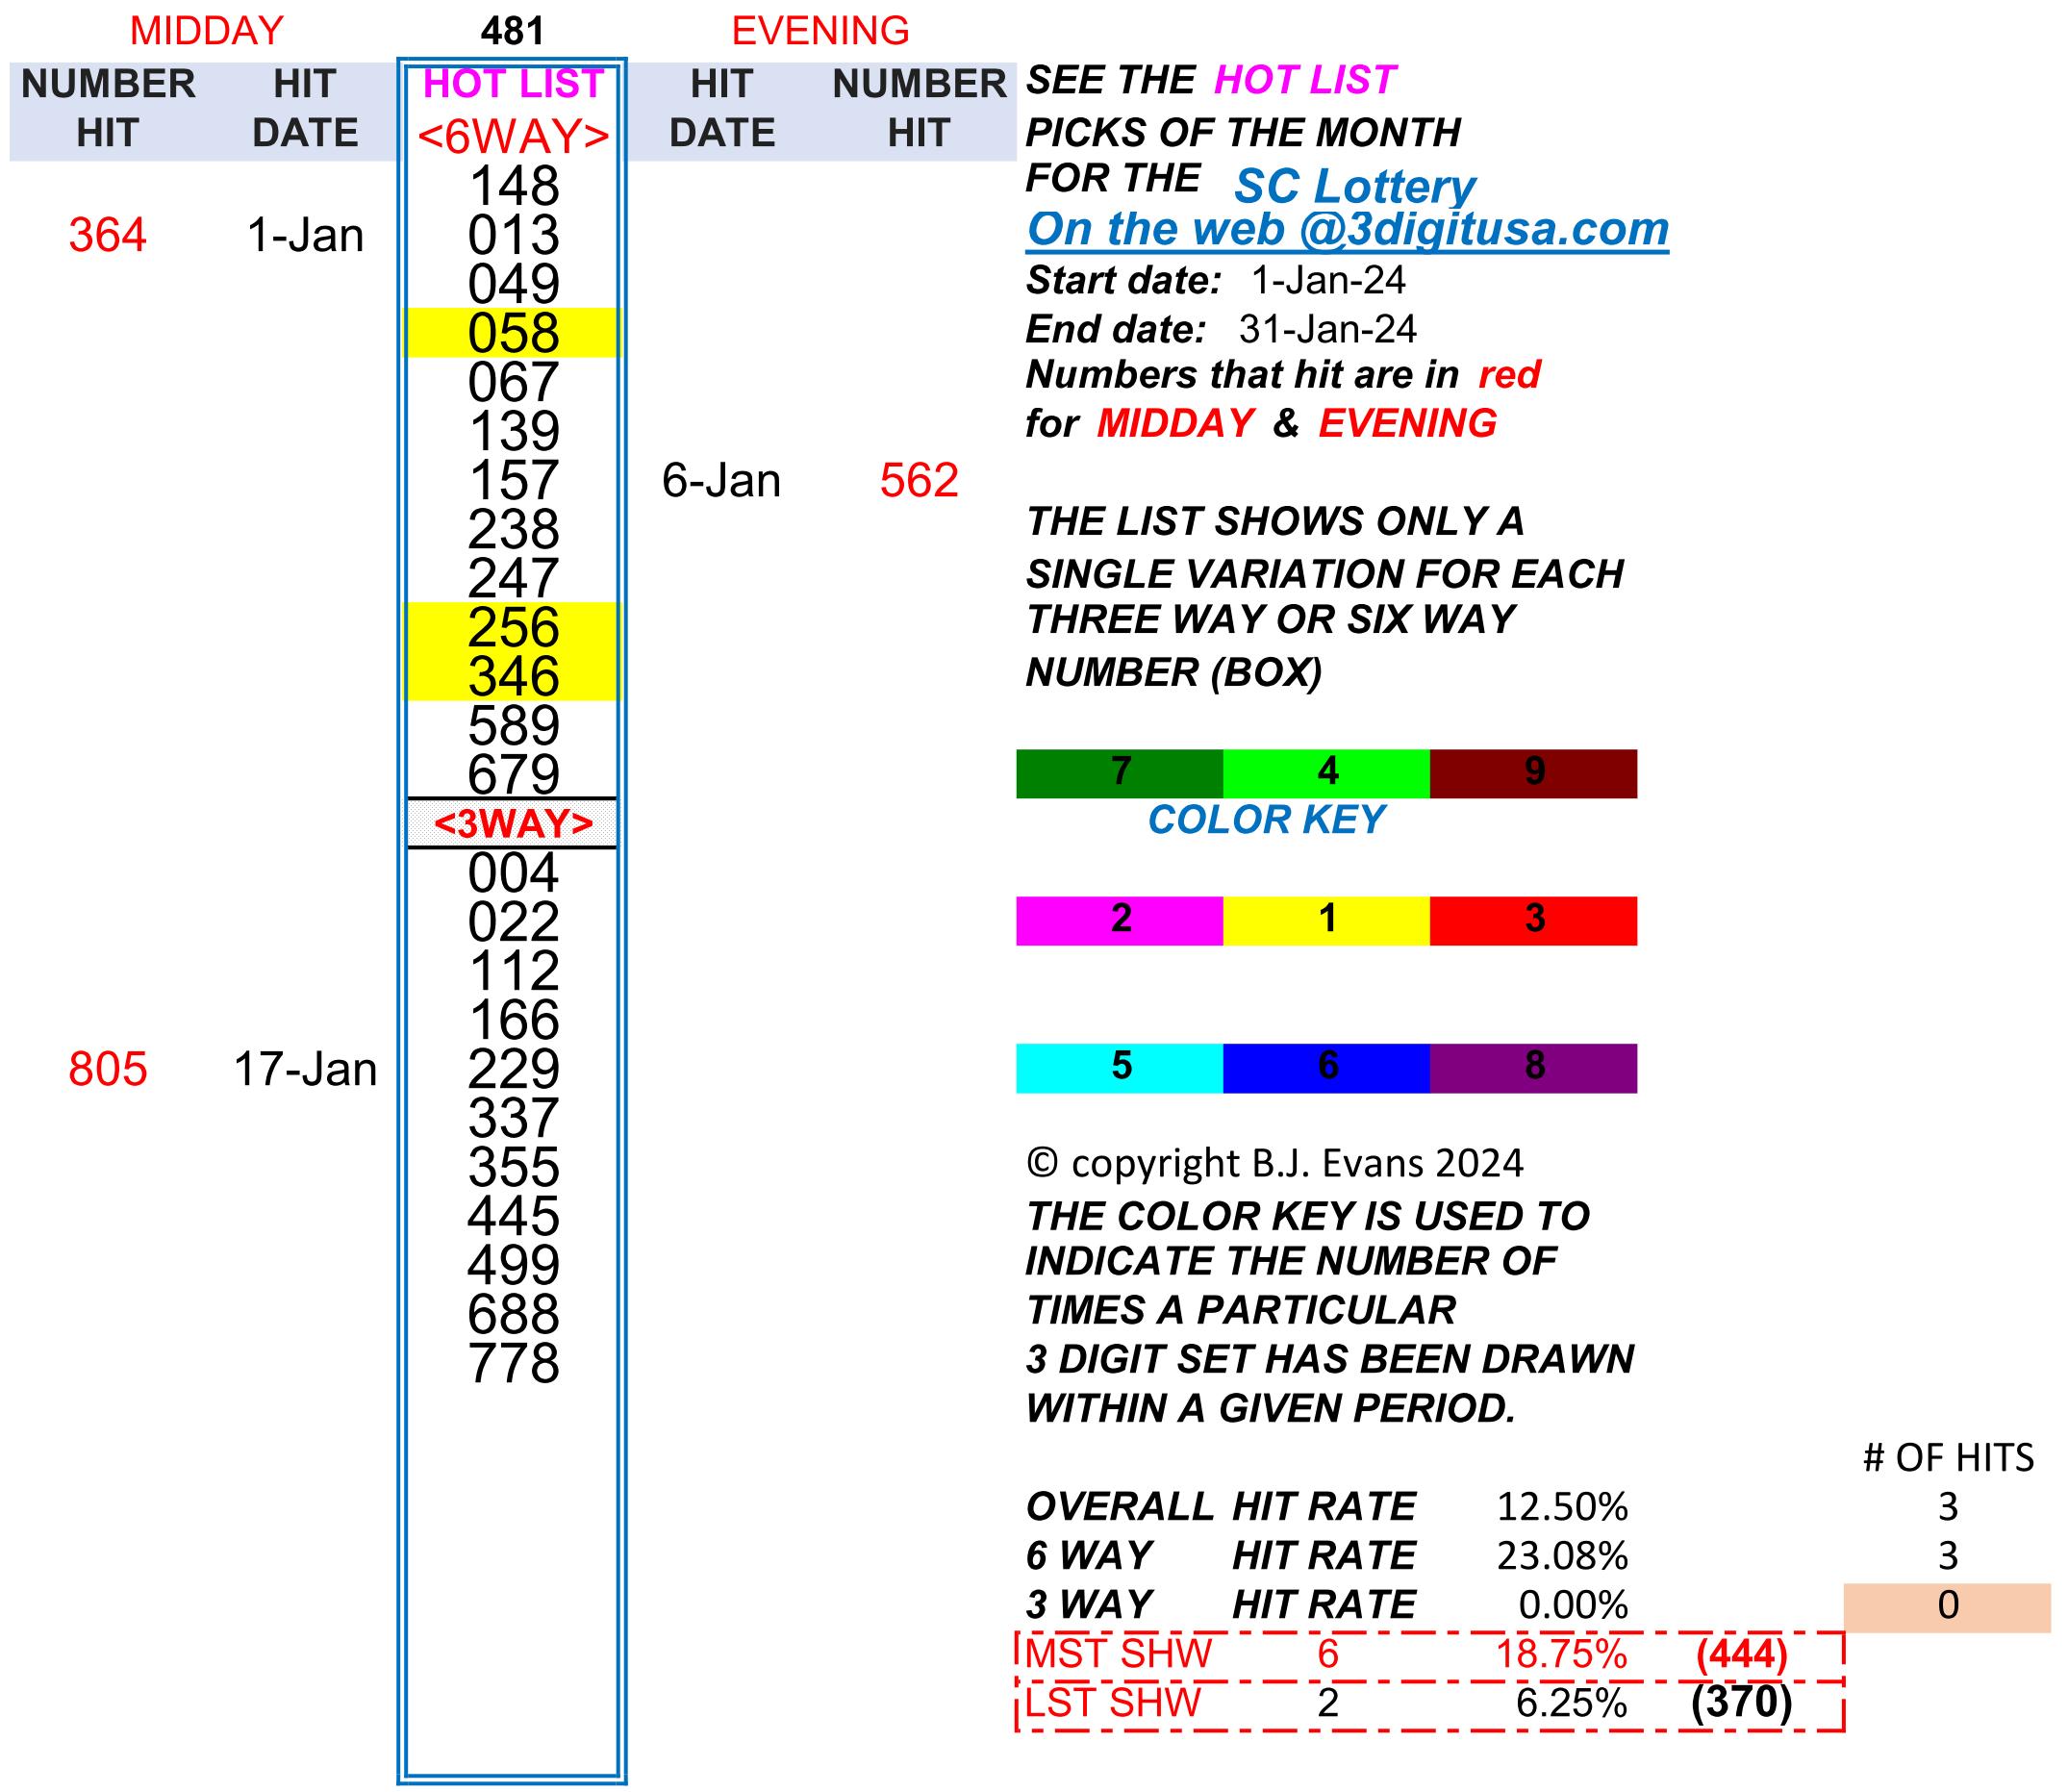 MIDDAY 481 EVENING
NUMBER HIT HOT LIST HIT NUMBER SEE THE HOT LIST
HIT DATE <6WAY> DATE HIT PICKS OF THE MONTH
148 FOR THE SC Lottery
364 1-Jan 013 On the web @3digitusa.com
049 Start date: 1-Jan-24
058 End date: 31-Jan-24
067 Numbers that hit are in red
139 for MIDDAY & EVENING
157 6-Jan 562
238 THE LIST SHOWS ONLY A
247 SINGLE VARIATION FOR EACH
256 THREE WAY OR SIX WAY
346 NUMBER (BOX)
589
679 7 4 9
<3WAY> COLOR KEY
004
022 2 1 3
112
166
805 17-Jan 229 5 6 8
337
355 © copyright B.J. Evans 2024
445 THE COLOR KEY IS USED TO
499 INDICATE THE NUMBER OF
688 TIMES A PARTICULAR
778 3 DIGIT SET HAS BEEN DRAWN
WITHIN A GIVEN PERIOD.
# OF HITS
OVERALL HIT RATE 12.50% 3
6 WAY HIT RATE 23.08% 3
3 WAY HIT RATE 0.00% 0
MST SHW 6 18.75% (444)
LST SHW 2 6.25% (370)